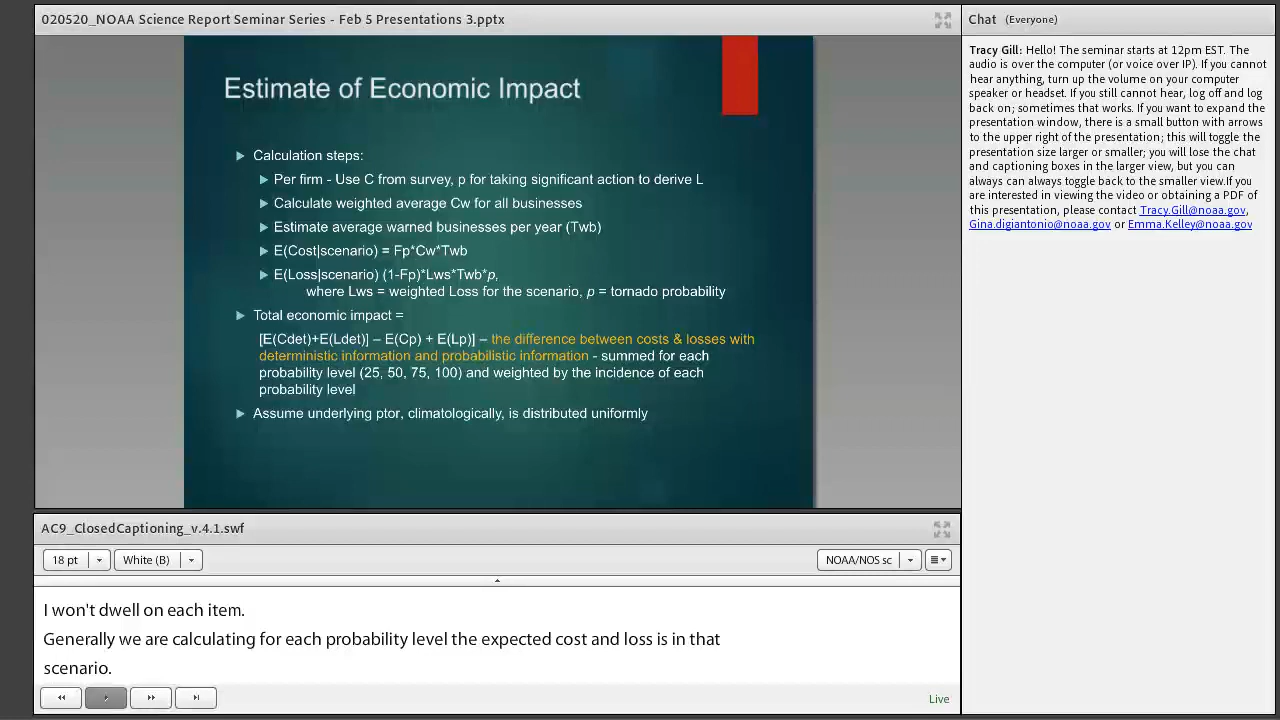 020520_NOAA Science Report Seminar Series - Feb 5 Presentations 3.pptx
Estimate of Economic Impact
Calculation steps:
Per firm - Use C from survey, p for taking significant action to derive L
Calculate weighted average Cw for all businesses
Estimate average warned businesses per year (Twb)
E(Cost|scenario) = Fp*Cw*Twb
E(Loss|scenario) (1-Fp)*Lws*Twb*p,
where Lws = weighted Loss for the scenario, p = tornado probability
Total economic impact =
[E(Cdet)+E(Ldet)] – E(Cp) + E(Lp)] – the difference between costs & losses with
deterministic information and probabilistic information - summed for each
probability level (25, 50, 75, 100) and weighted by the incidence of each
probability level
Assume underlying ptor, climatologically, is distributed uniformly
AC9_ClosedCaptioning_v.4.1.swf
18 pt
White (B)
NOAA/NOS sc
I won't dwell on each item.
Generally we are calculating for each probability level the expected cost and loss is in that
scenario.
Live
Chat (Everyone)
Tracy Gill: Hello! The seminar starts at 12pm EST. The
audio is over the computer (or voice over IP). If you cannot
hear anything, turn up the volume on your computer
speaker or headset. If you still cannot hear, log off and log
back on; sometimes that works. If you want to expand the
presentation window, there is a small button with arrows
to the upper right of the presentation; this will toggle the
presentation size larger or smaller; you will lose the chat
and captioning boxes in the larger view, but you can
always can always toggle back to the smaller view.If you
are interested in viewing the video or obtaining a PDF of
this presentation, please contact Tracy.Gill@noaa.gov,
Gina.digiantonio@noaa.gov or Emma.Kelley@noaa.gov